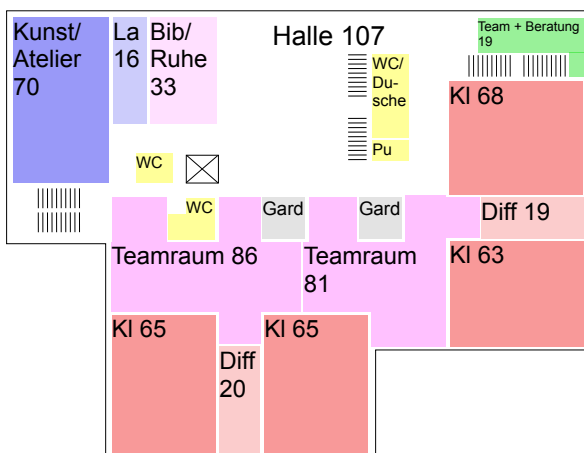 Kunst/
Atelier
70
La
16
Bib/
Ruhe
33
Halle 107
Team + Beratung
19
WC/
Du-
sche
Pu
Kl 68
WC
WC
Gard
Gard
Diff 19
Teamraum 86
Teamraum
81
Kl 63
Kl 65
Diff
20
Kl 65